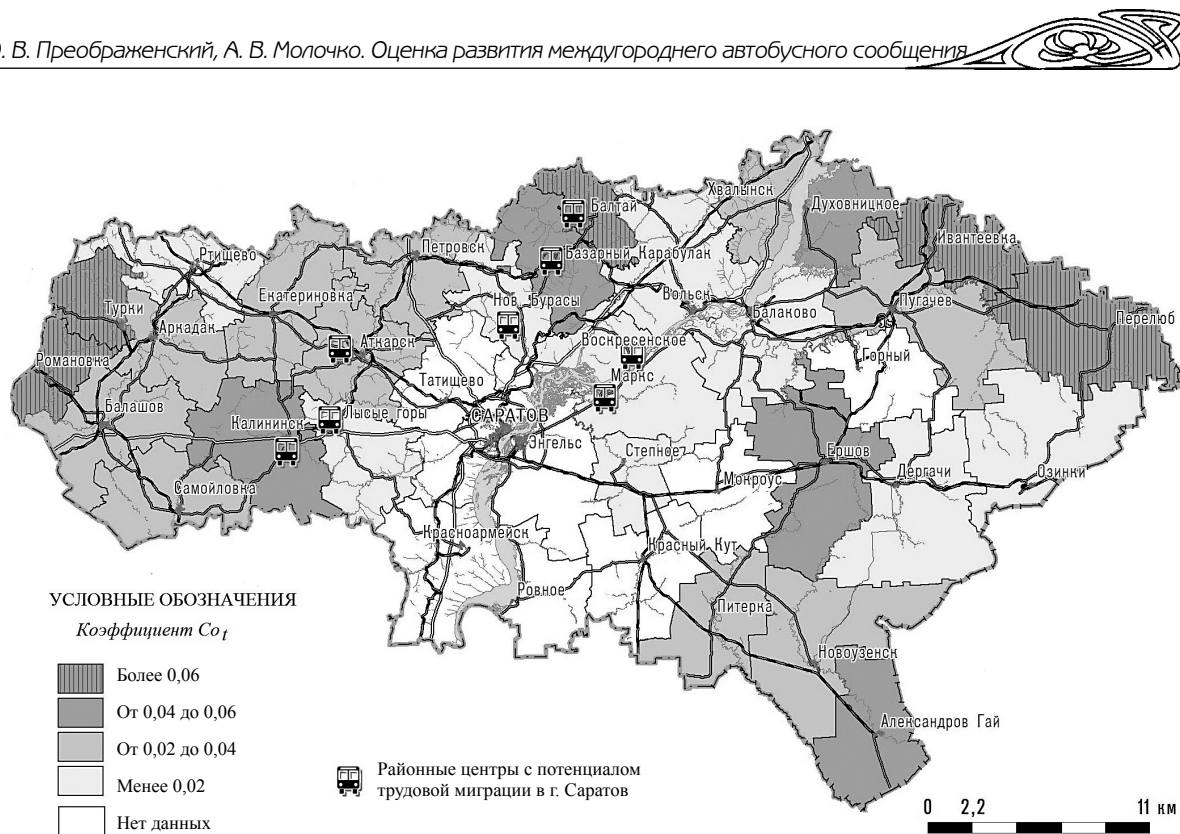 . В. Преображенский, А. В. Молочко. Оценка развития междугороднего автобусного сообщения
Хвалынск
Балтай
Духовницкое
Ивантеевка
Петровск
Базарный Карабулак
Ртищево
Екатериновка
Нов. Бурасы
Вольск
Пугачев
Турки
Балаково
Перелюб
Аркадак
Аткарск
Воскресенское
Горный
Романовка
Татищево
Маркс
Балашов
Лысые горы
САРАТОВ
Калининск
Энгельс
Степное
Ершов
Самойловка
Мокроус
Дергачи
Озинки
Красноармейск
Красный Кут
Ровное
Питерка
Новоузенск
Александров Гай
УСЛОВНЫЕ ОБОЗНАЧЕНИЯ
Коэффициент Co t
Более 0,06
От 0,04 до 0,06
От 0,02 до 0,04
Менее 0,02
Нет данных
Районные центры с потенциалом
трудовой миграции в г. Саратов
0 2,2 11 км